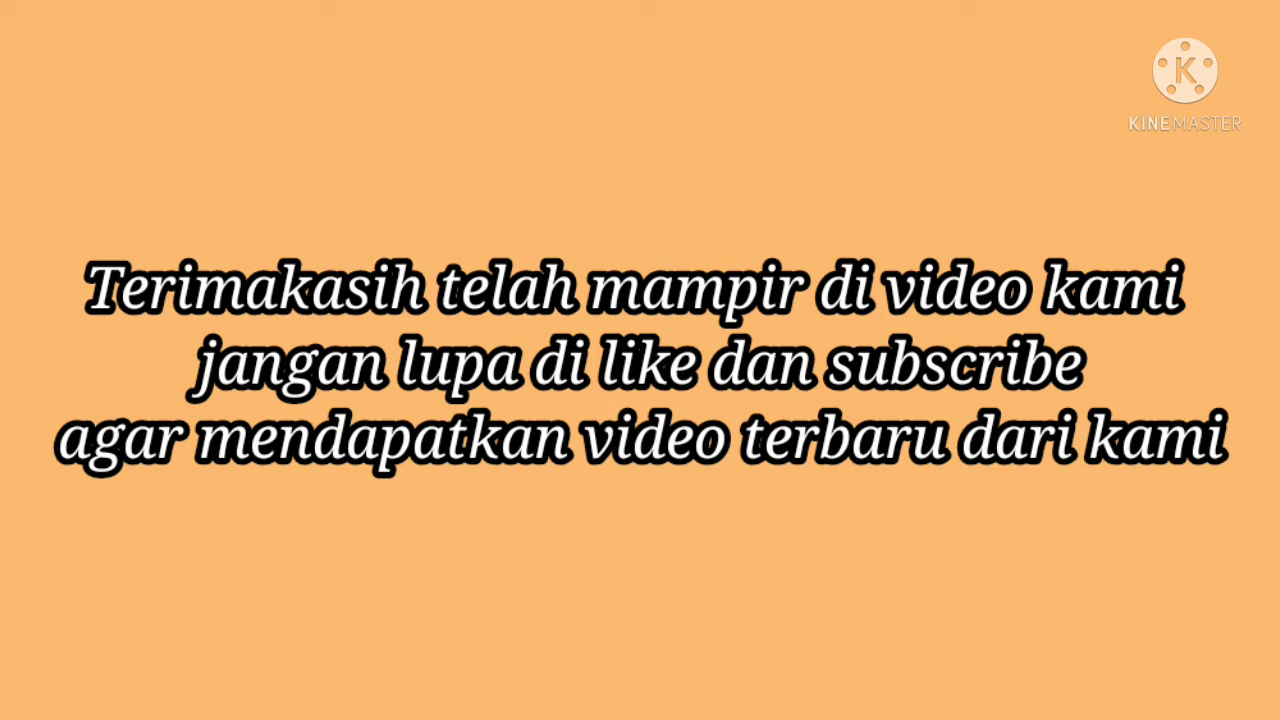 KINEMASTER
Terimakasih telah mampir di video kami
jangan lupa di like dan subscribe
agar mendapatkan video terbaru dari kami